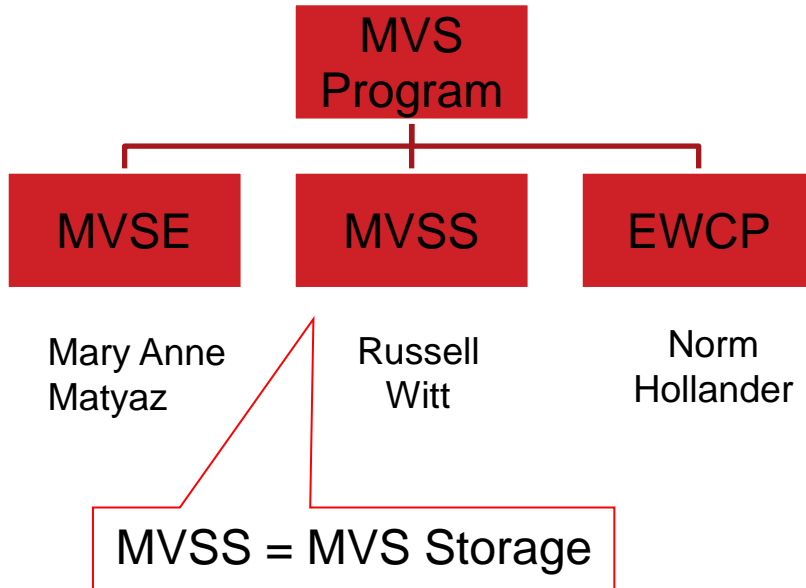 MVS
Program
MVSE
MVSS
EWCP
Mary Anne
Matyaz
Russell
Witt
Norm
Hollander
MVSS = MVS Storage